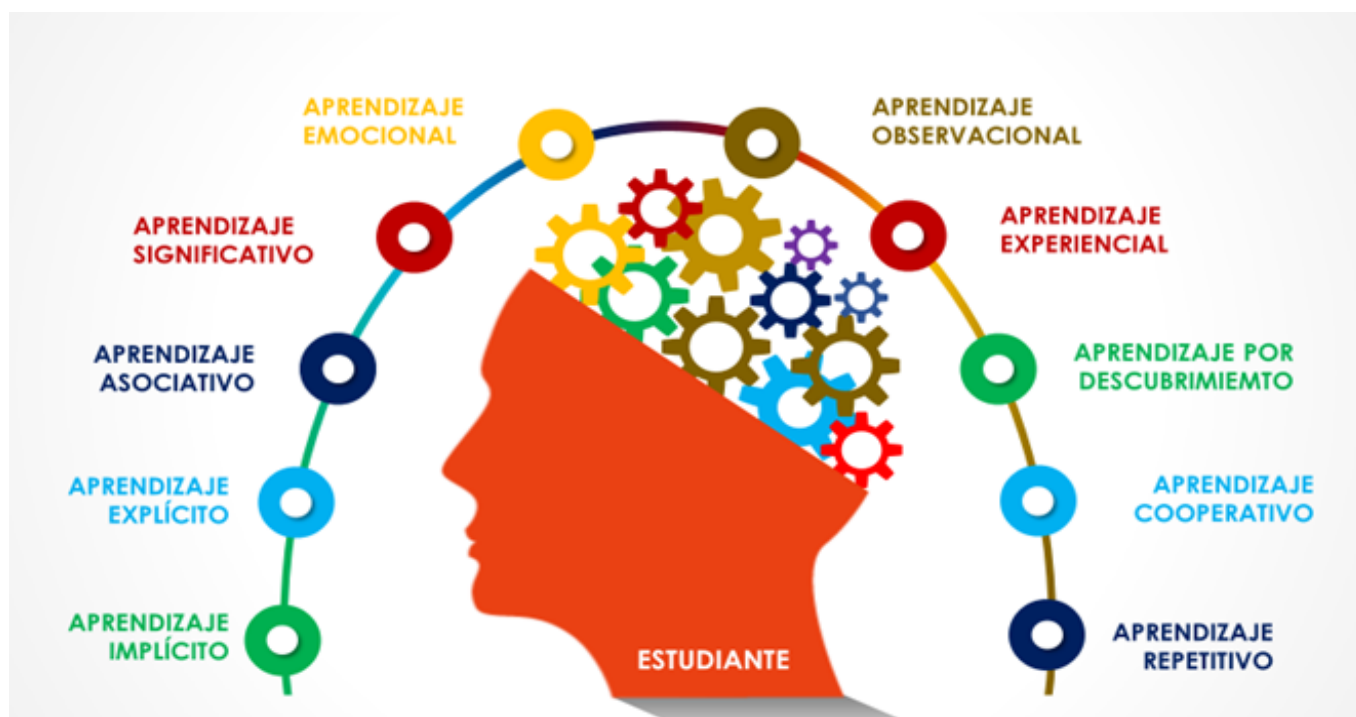 APRENDIZAJE
EMOCIONAL
APRENDIZAJE
OBSERVACIONAL
APRENDIZAJE
SIGNIFICATIVO
APRENDIZAJE
EXPERIENCIAL
APRENDIZAJE
ASOCIATIVO
APRENDIZAJE POR
DESCUBRIMIEMTO
APRENDIZAJE
EXPLÍCITO
APRENDIZAJE
COOPERATIVO
APRENDIZAJE
IMPLÍCITO
APRENDIZAJE
REPETITIVO
ESTUDIANTE